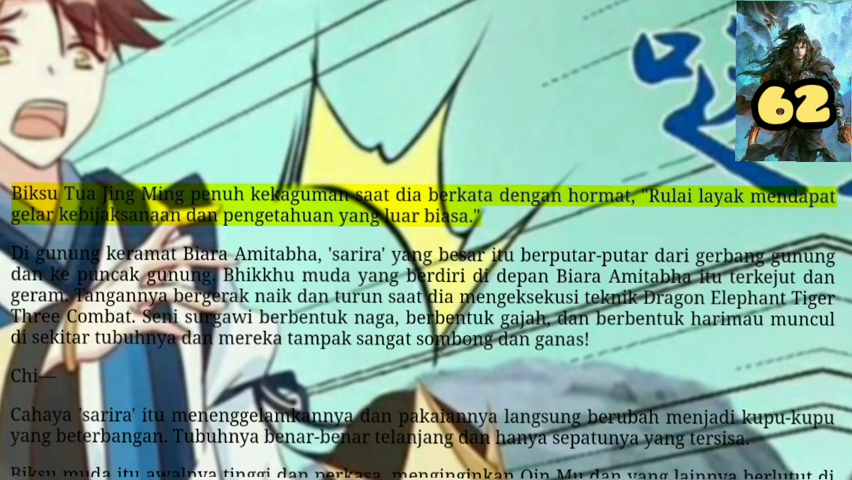 62
Biksu Tua Jing Ming penuh kekaguman saat dia berkata dengan hormat, "Rulai layak mendapat
gelar kebijaksanaan dan pengetahuan yang luar biasa."
Di gunung keramat Biara Amitabha, 'sarira' yang besar itu berputar-putar dari gerbang gunung
dan ke puncak gunung. Bhikkhu muda yang berdiri di depan Biara Amitabha itu terkejut dan
geram. Tangannya bergerak naik dan turun saat dia mengeksekusi teknik Dragon Elephant Tiger
Three Combat. Seni surgawi berbentuk naga, berbentuk gajah, dan berbentuk harimau muncul
di sekitar tubuhnya dan mereka tampak sangat sombong dan ganas!
Chi—
Cahaya 'sarira' itu menenggelamkannya dan pakaiannya langsung berubah menjadi kupu-kupu
yang beterbangan. Tubuhnya benar-benar telanjang dan hanya sepatunya yang tersisa.
Biksu muda itu awalnya tinggi dan perkasa, menginginkan Qin Mu dan yang lainnya berlutut di